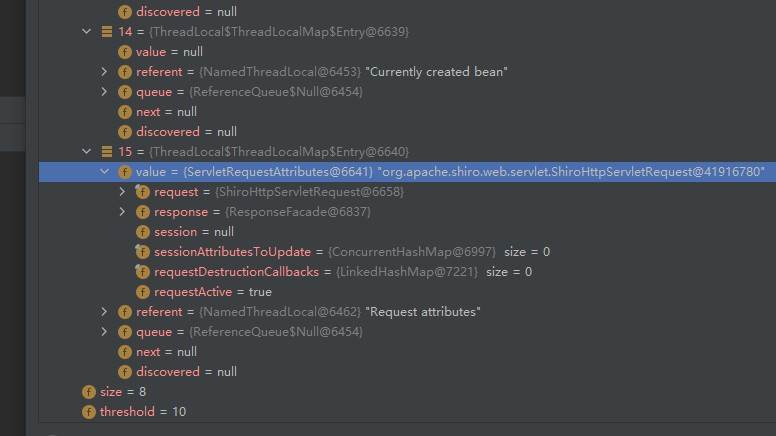 discovered = null
14 = {ThreadLocal$ThreadLocalMap$Entry@6639}
value = null
referent = {NamedThreadLocal@6453} "Currently created bean"
queue = {ReferenceQueue$Null@6454}
next = null
discovered = null
15 = {ThreadLocal$ThreadLocalMap$Entry@6640}
value = {ServletRequestAttributes@6641} "org.apache.shiro.web.servlet.ShiroHttpServletRequest@41916780"
request = {ShiroHttpServletRequest@6658}
response = {ResponseFacade@6837}
session = null
sessionAttributesToUpdate = {ConcurrentHashMap@6997} size = 0
requestDestructionCallbacks = {LinkedHashMap@7221} size = 0
requestActive = true
referent = {NamedThreadLocal@6462} "Request attributes"
queue = {ReferenceQueue$Null@6454}
next = null
discovered = null
size = 8
threshold = 10